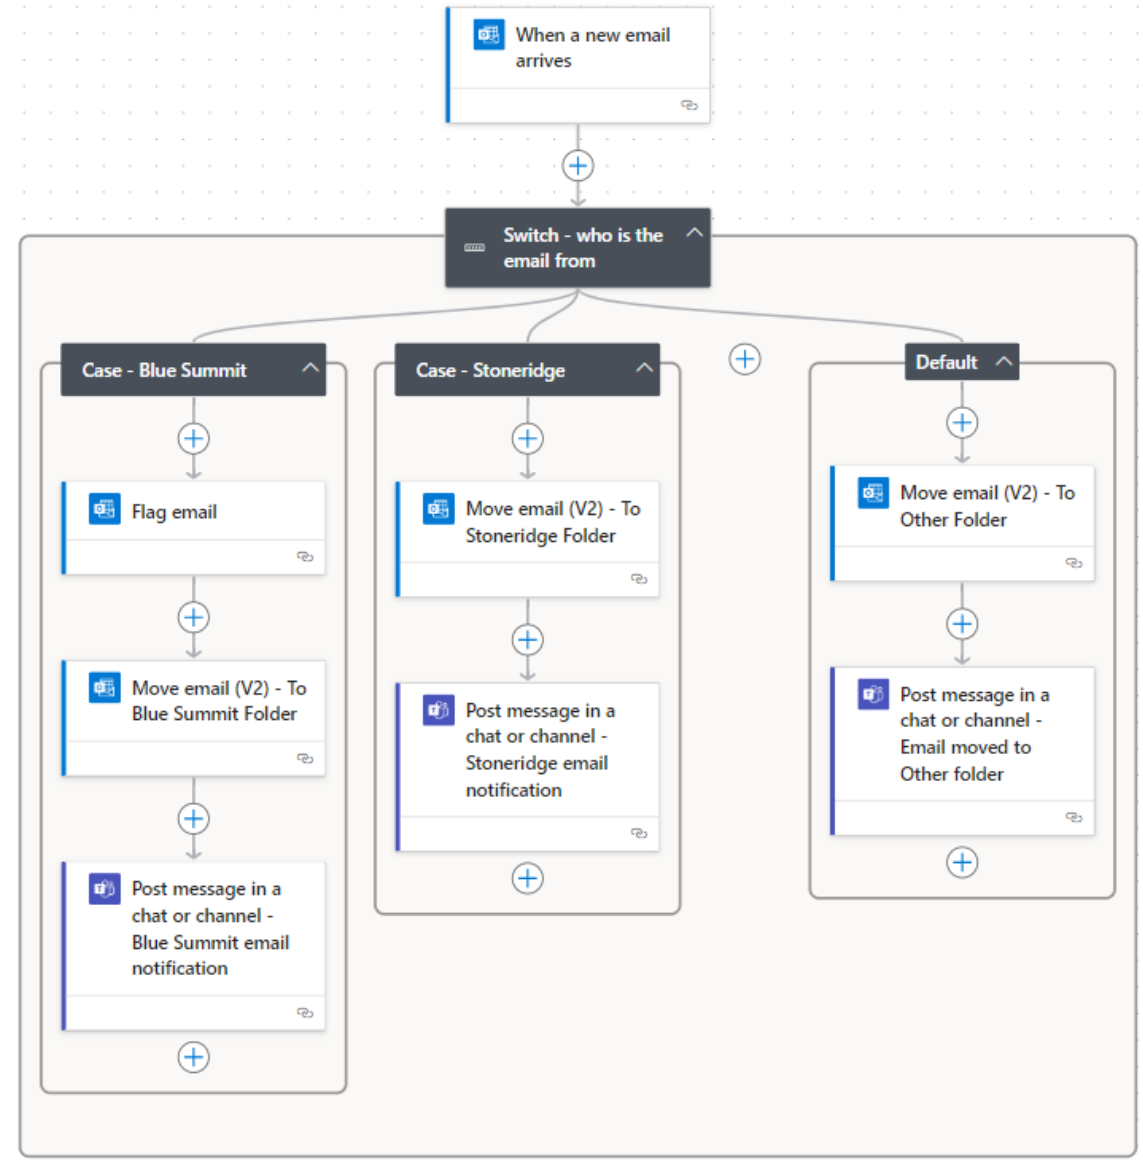 When a new email
arrives
Switch - who is the
email from
Case - Blue Summit
Flag email
Move email (V2) - To
Blue Summit Folder
Post message in a
chat or channel -
Blue Summit email
notification
Case - Stoneridge
Move email (V2) - To
Stoneridge Folder
Post message in a
chat or channel -
Stoneridge email
notification
Default
Move email (V2) - To
Other Folder
Post message in a
chat or channel -
Email moved to
Other folder